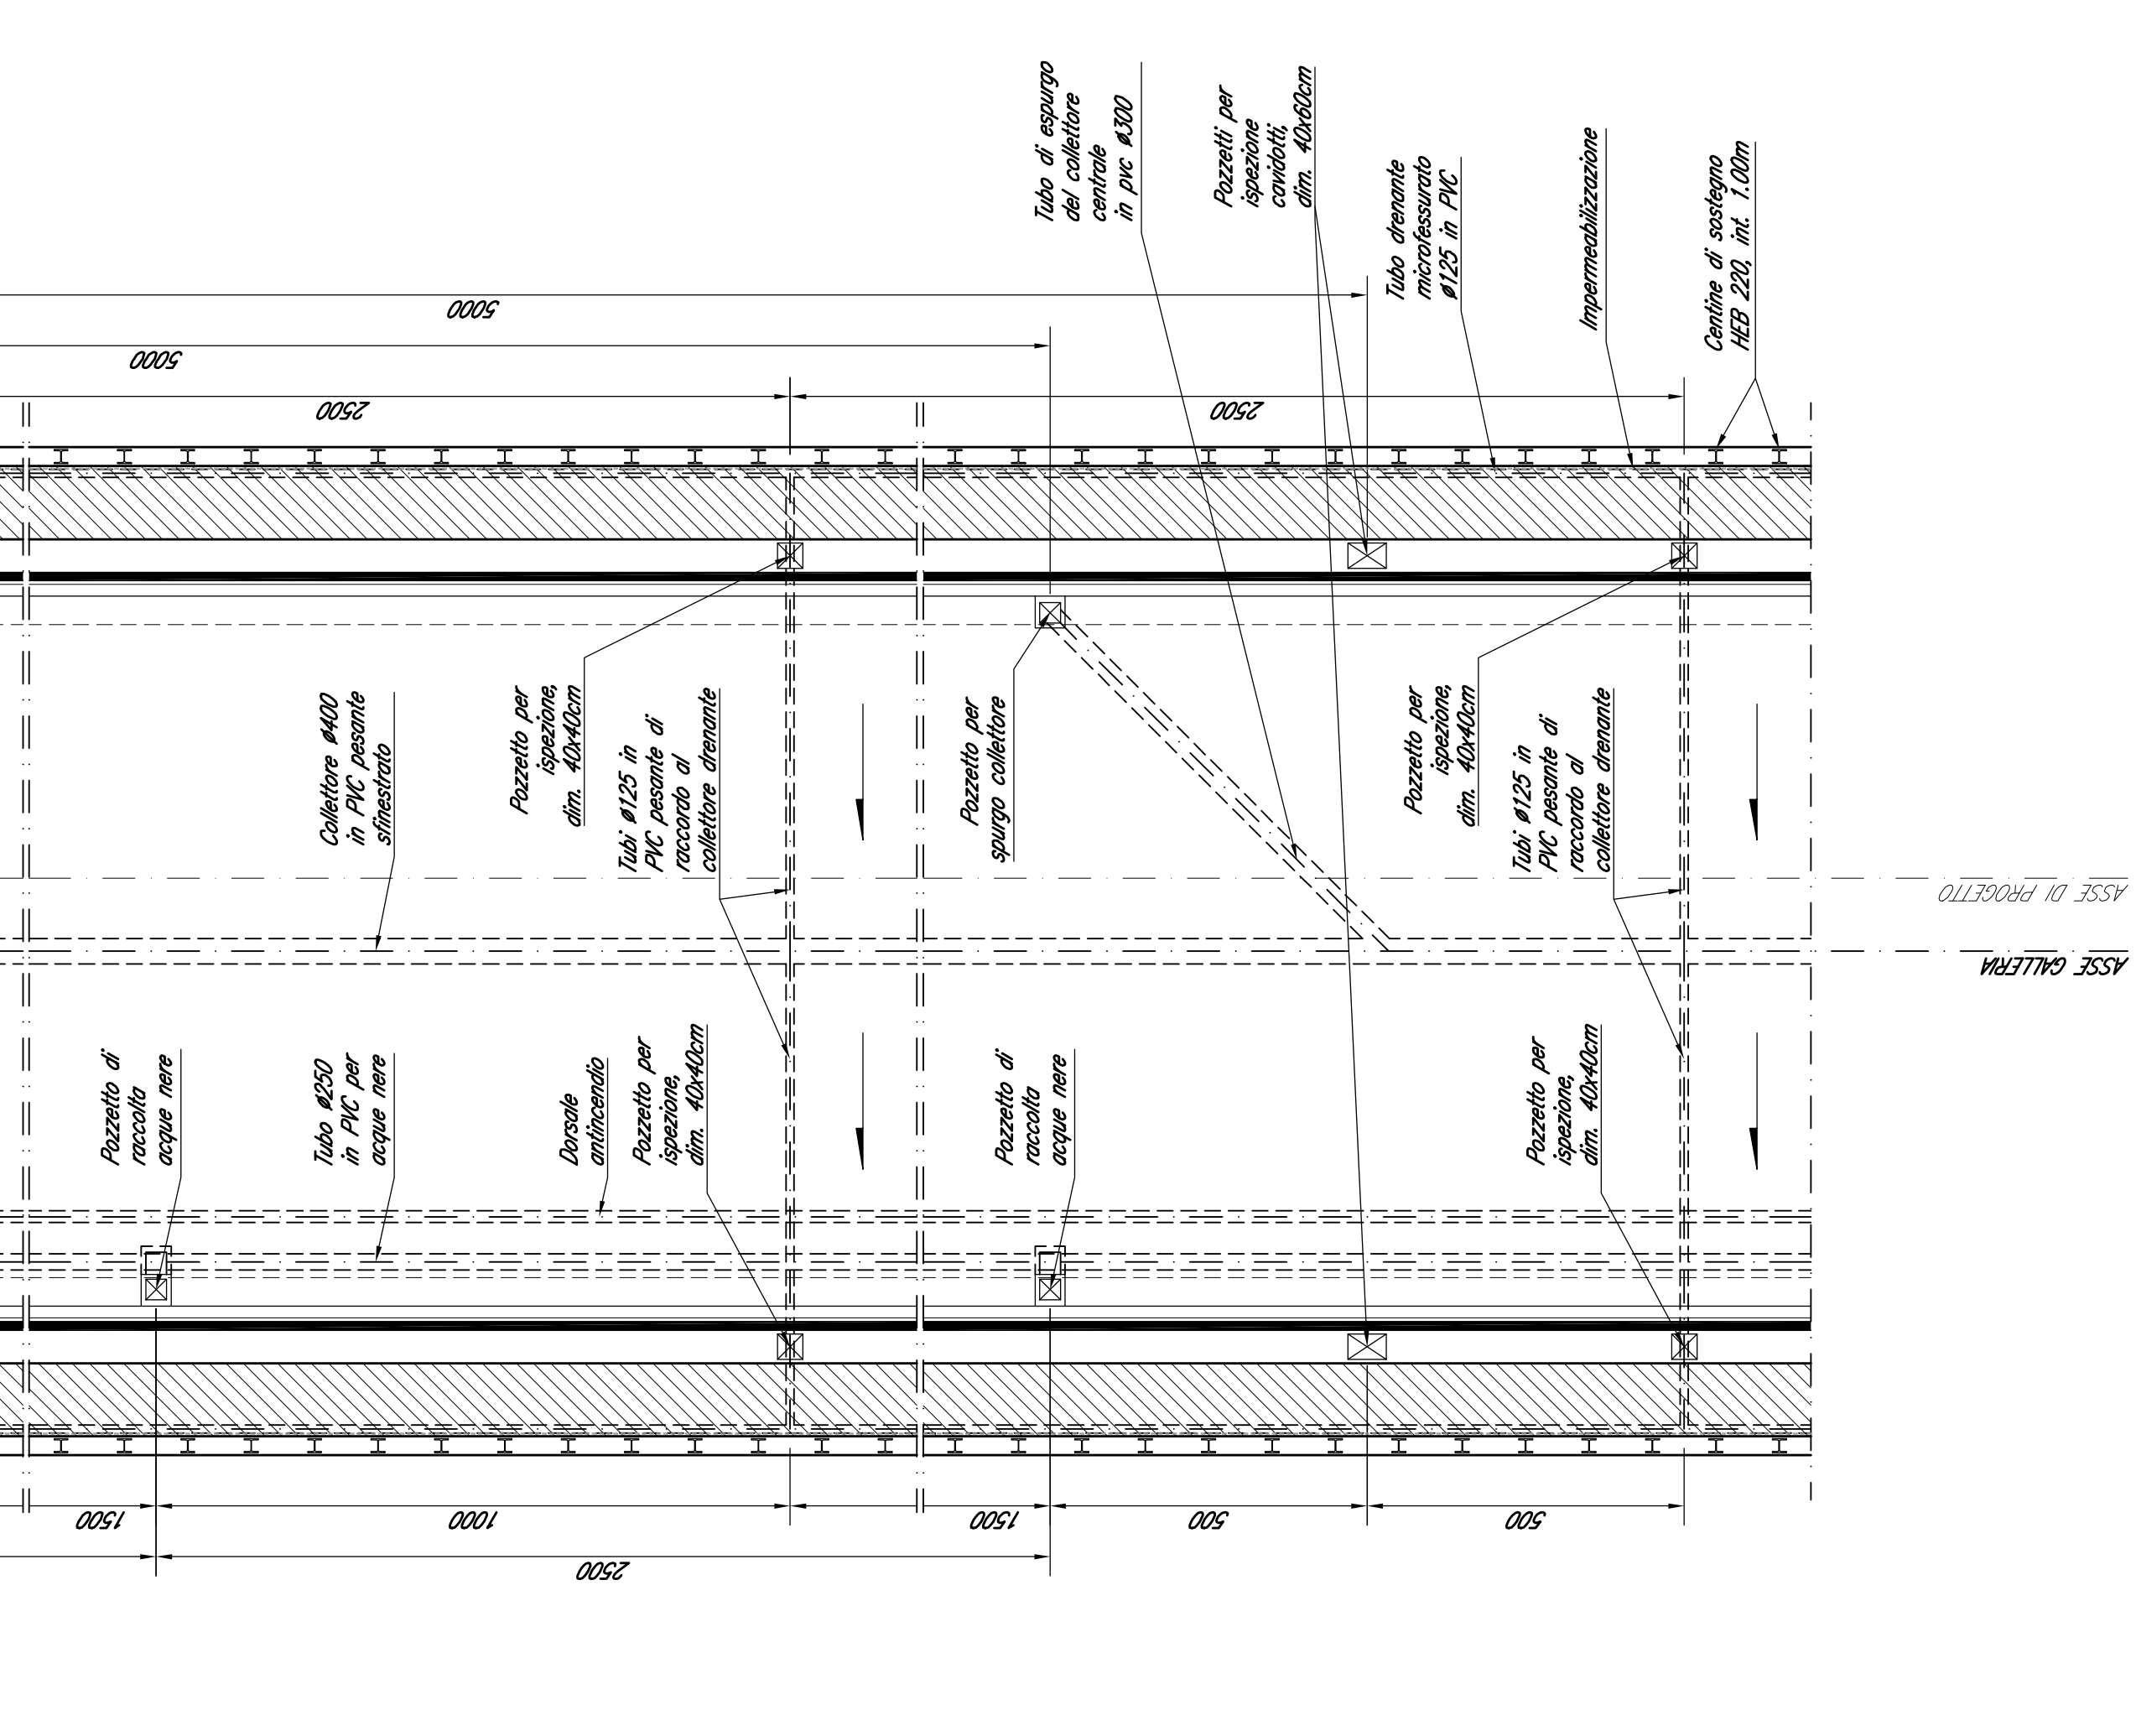 Tubo di espurgo
del collettore
centrale
in pvc ø300
Pozzetti per
ispezione
cavidotti,
dim. 40x60cm
Tubo drenante
microfessurato
ø125 in PVC
Impermeabilizzazione
Centine di sostegno
HEB 220, int. 1.00m
5000
5000
2500
2500
Collettore ø400
in PVC pesante
sfinestrato
Pozzetto per
ispezione,
dim. 40x40cm
Tubi ø125 in
PVC pesante di
raccordo al
collettore drenante
Pozzetto per
spurgo collettore
Pozzetto per
ispezione,
dim. 40x40cm
Tubi ø125 in
PVC pesante di
raccordo al
collettore drenante
ASSE DI PROGETTO
ASSE GALLERIA
Pozzetto di
raccolta
acque nere
Tubo ø250
in PVC per
acque nere
Dorsale
antincendio
Pozzetto per
ispezione,
dim. 40x40cm
Pozzetto di
raccolta
acque nere
Pozzetto per
ispezione,
dim. 40x40cm
1500
1000
1500
500
500
2500